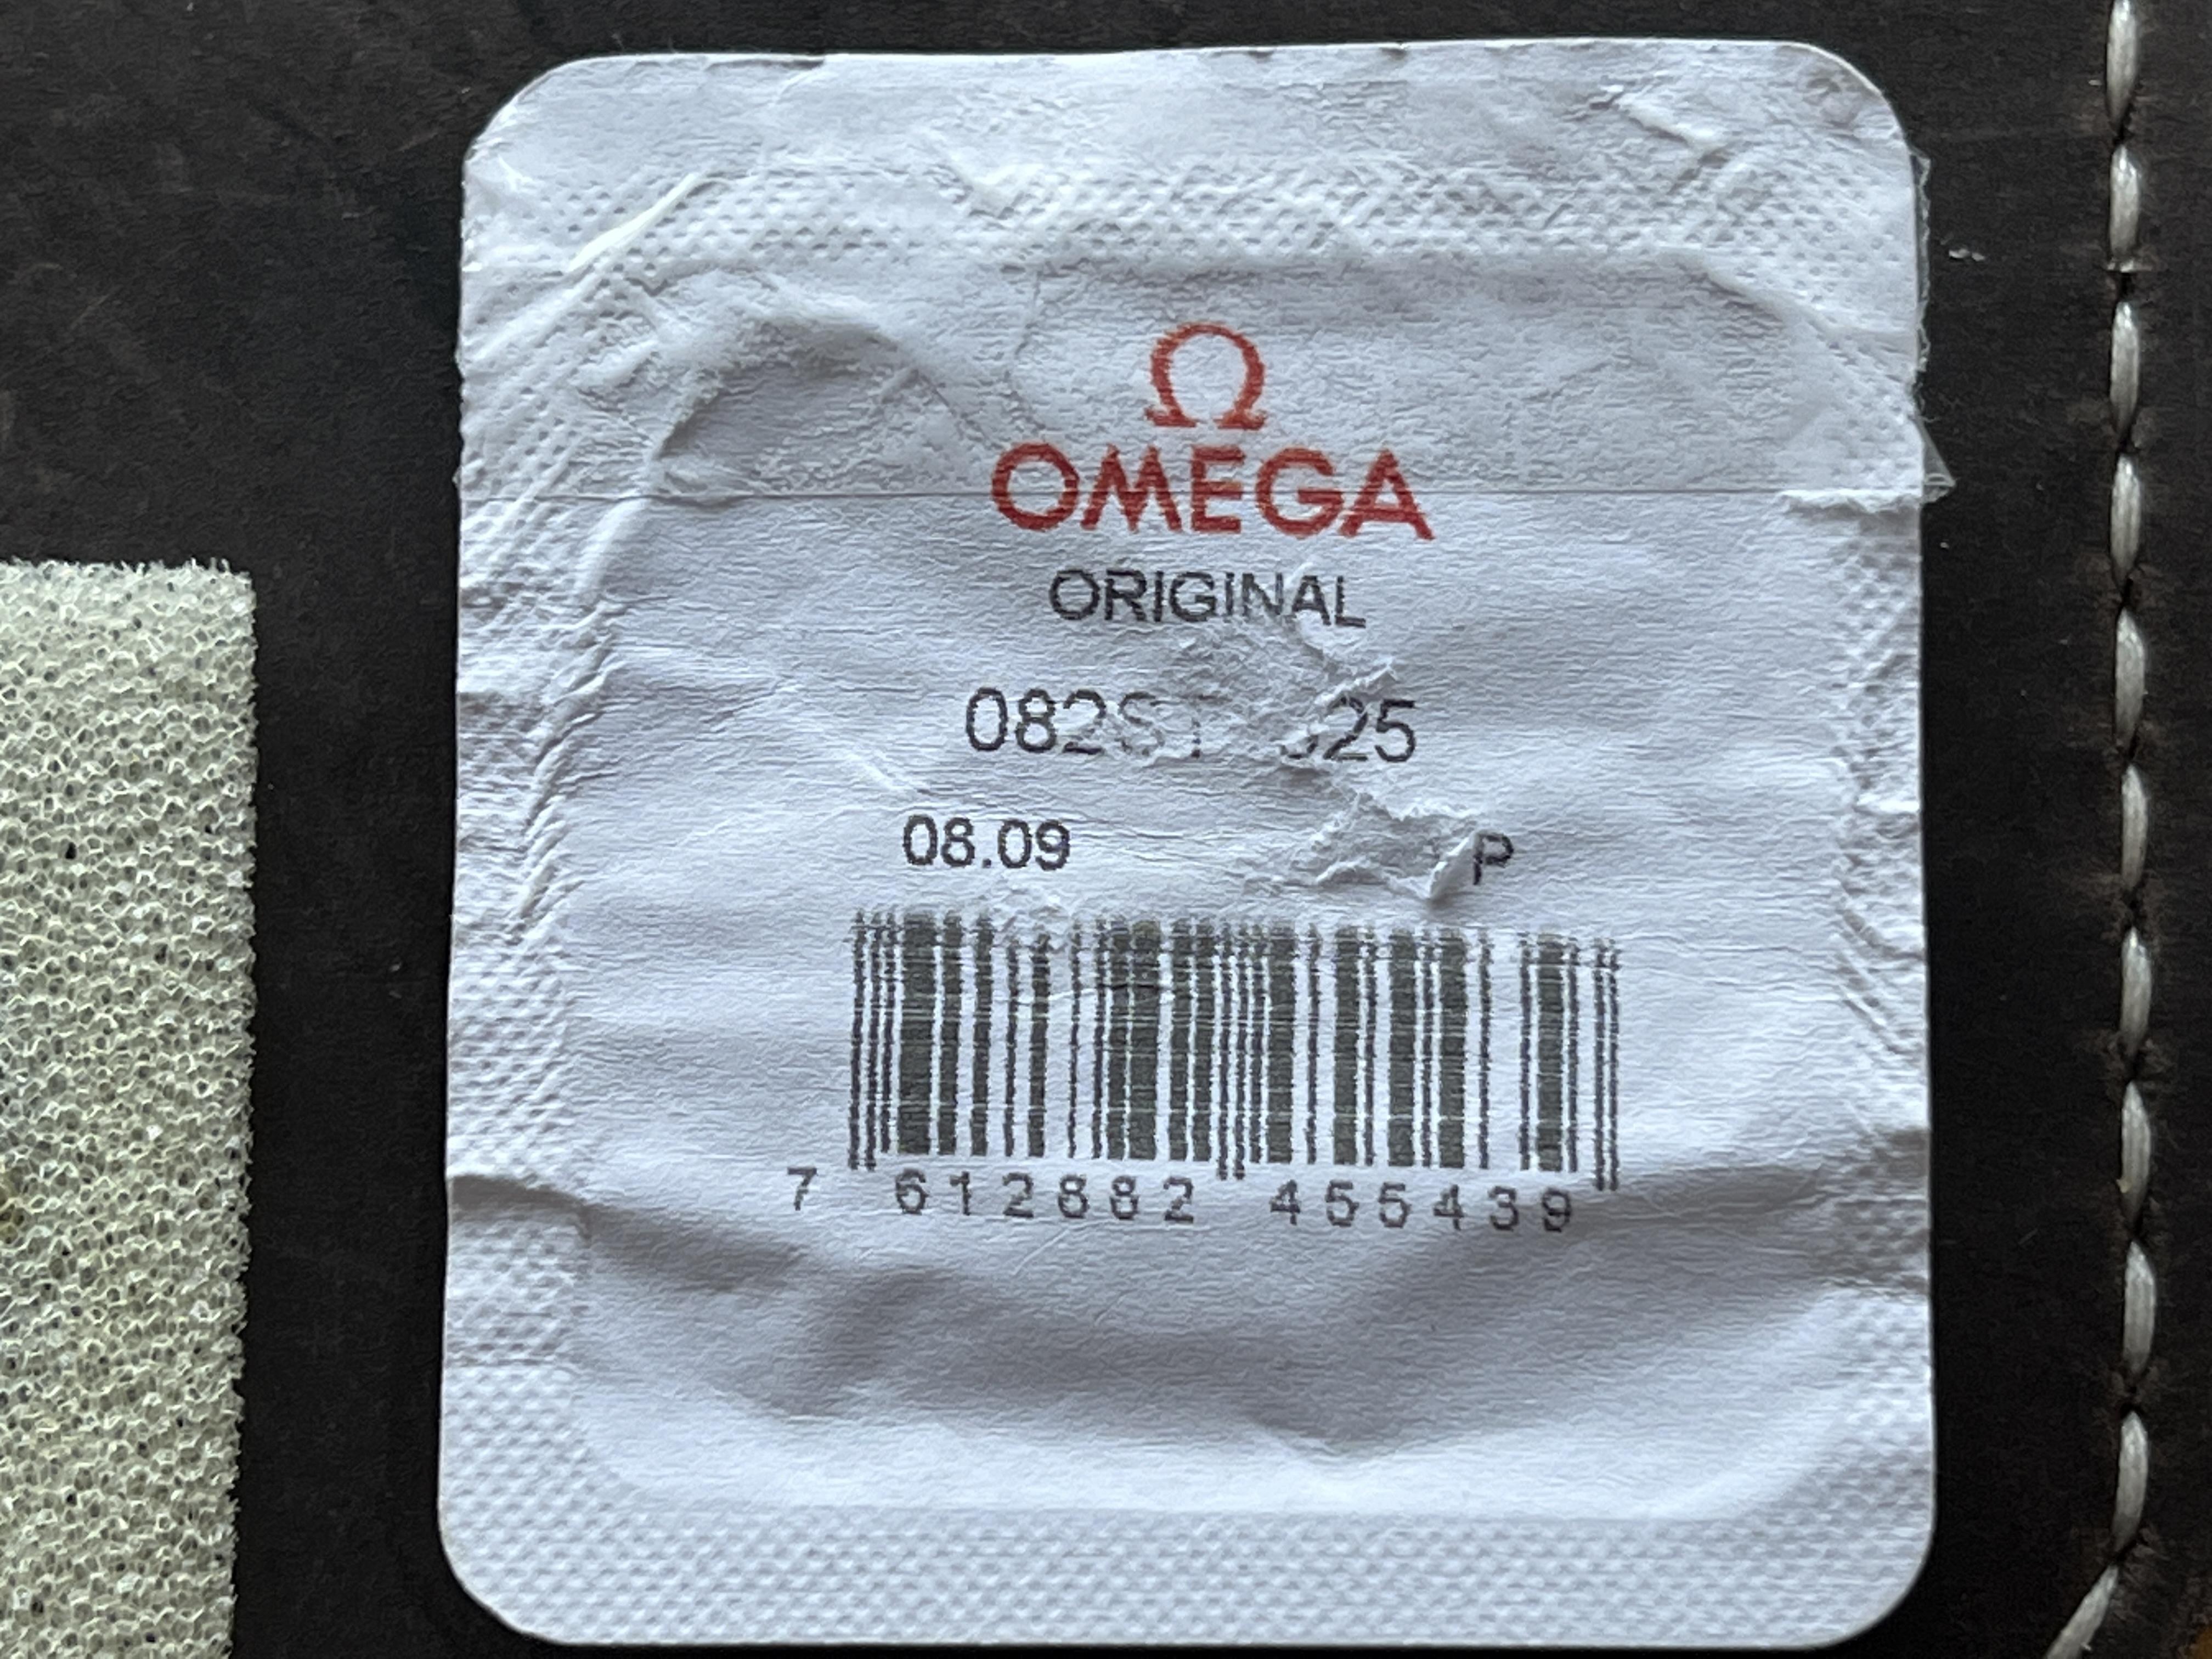 Ω
OMEGA
ORIGINAL
08.09 P
7 612882 455439